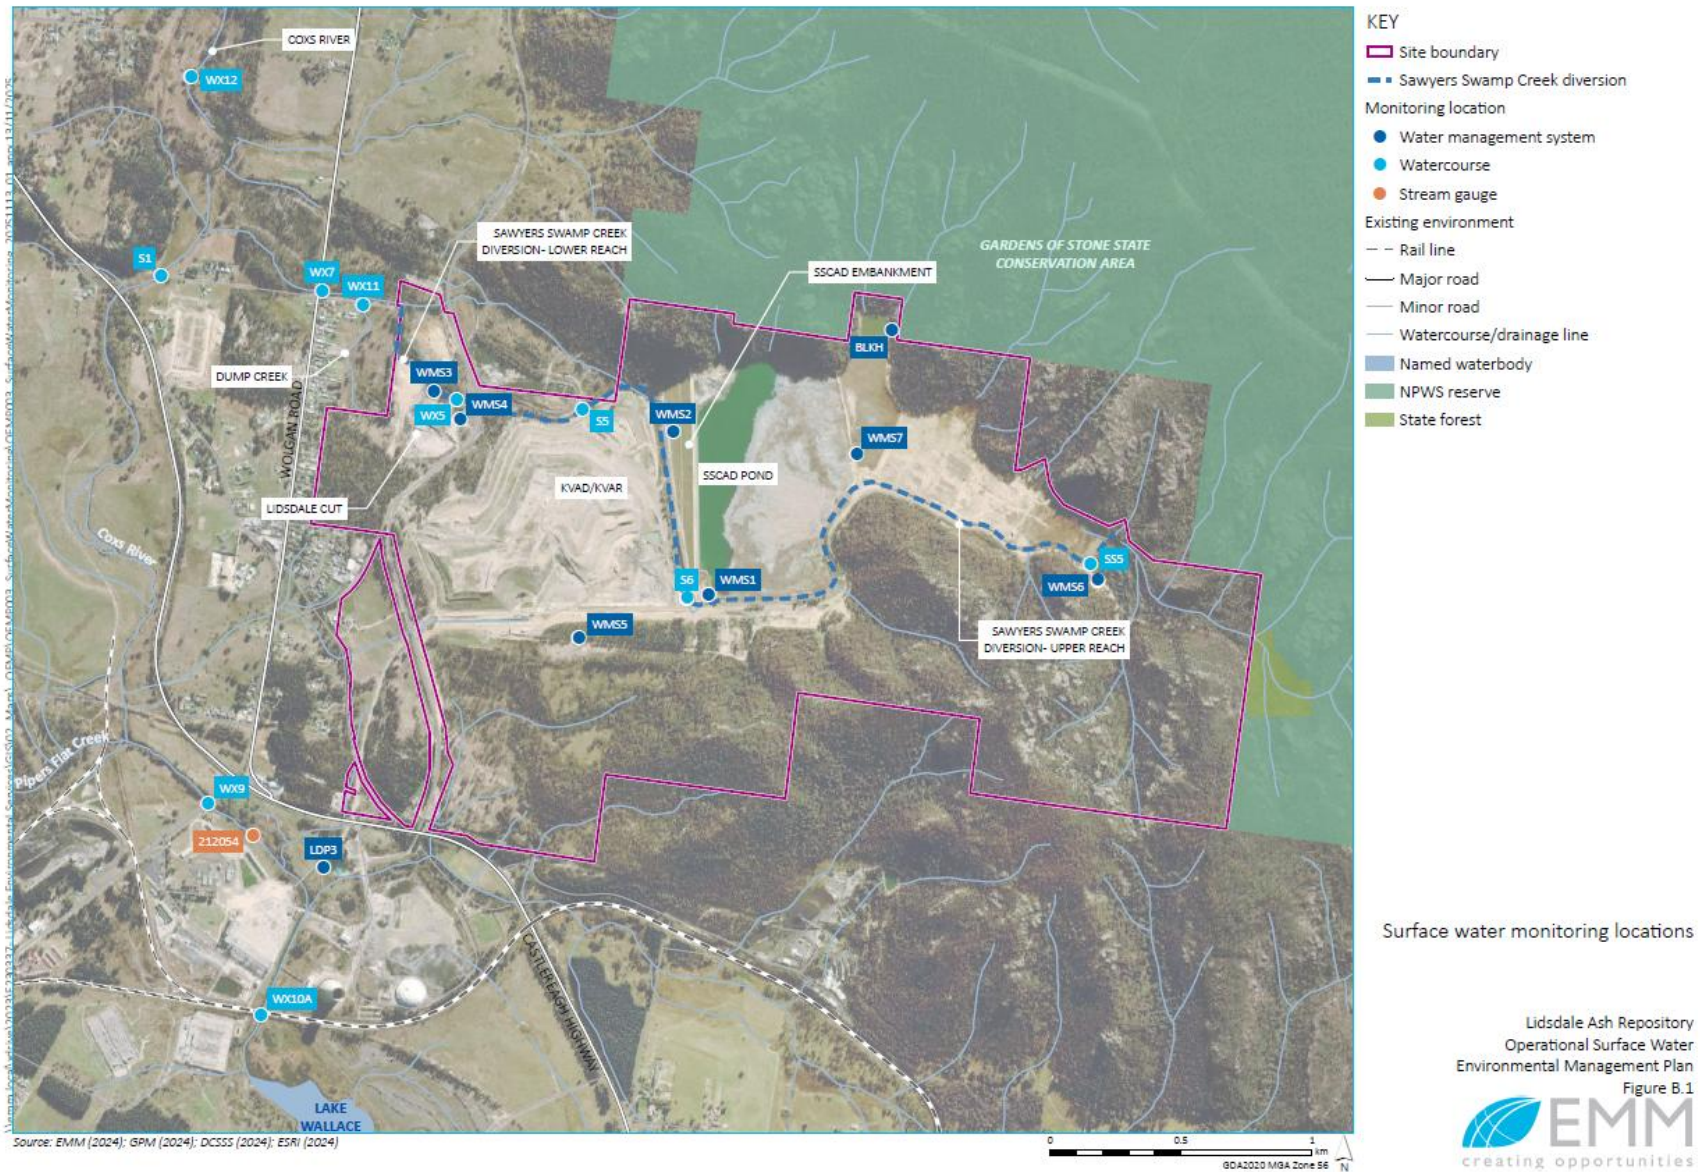 COXS RIVER
WX12
S1
WX7
WX11
SAWYERS SWAMP CREEK
DIVERSION- LOWER REACH
GARDENS OF STONE STATE
CONSERVATION AREA
SSCAD EMBANKMENT
BLKH
DUMP CREEK
WMS3
WX5
WMS4
S5
WMS2
WMS7
WOLGAN ROAD
KVAD/KVAR
SSCAD POND
LIDSDALE CUT
Coxs River
S6
WMS1
SS5
WMS6
WMS5
SAWYERS SWAMP CREEK
DIVERSION- UPPER REACH
Pipers Flat Creek
WX9
212054
LDP3
CASTLEREAGH HIGHWAY
WX10A
LAKE
WALLACE
KEY
Site boundary
Sawyers Swamp Creek diversion
Monitoring location
Water management system
Watercourse
Stream gauge
Existing environment
Rail line
Major road
Minor road
Watercourse/drainage line
Named waterbody
NPWS reserve
State forest
Source: EMM (2024); GPM (2024); DCSSS (2024); ESRI (2024)
0 0.5 1
km
GDA2020 MGA Zone 56
N
Surface water monitoring locations
Lidsdale Ash Repository
Operational Surface Water
Environmental Management Plan
Figure B.1
EMM
creating opportunities